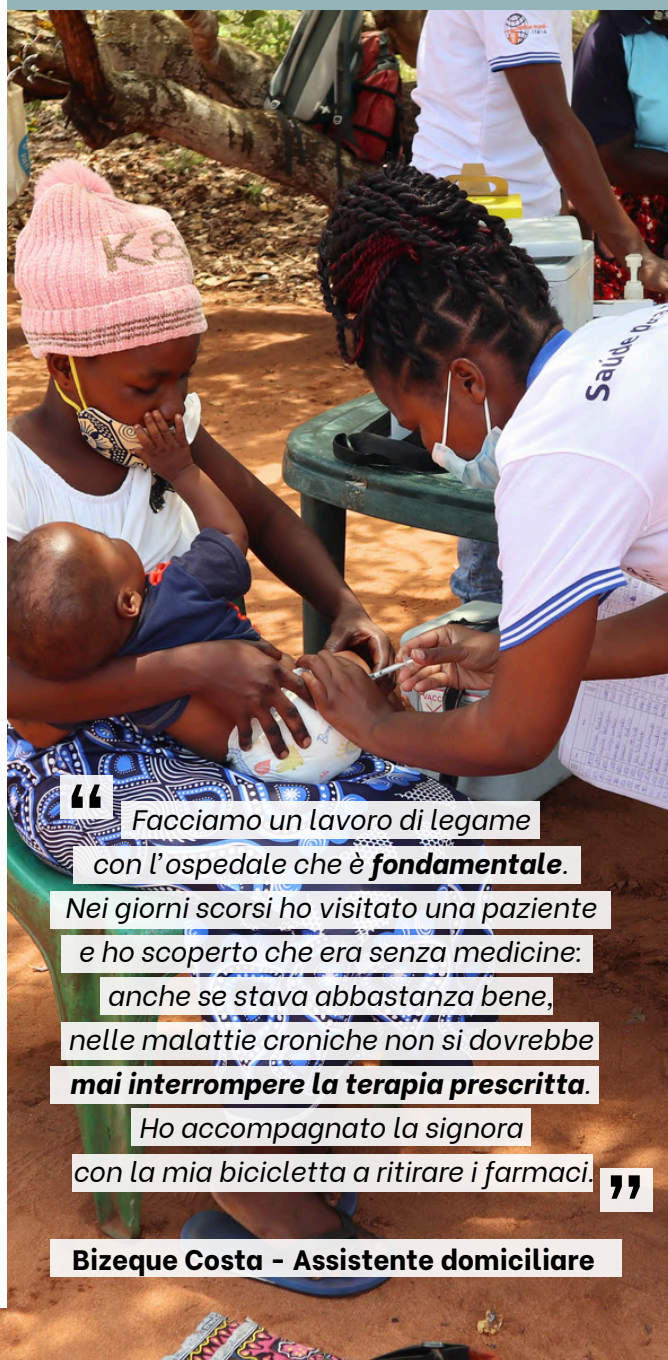 K8
Saúde
VACC
“
Facciamo un lavoro di legame
con l’ospedale che è fondamentale.
Nei giorni scorsi ho visitato una paziente
e ho scoperto che era senza medicine:
anche se stava abbastanza bene,
nelle malattie croniche non si dovrebbe
mai interrompere la terapia prescritta.
Ho accompagnato la signora
con la mia bicicletta a ritirare i farmaci.
”
Bizeque Costa - Assistente domiciliare